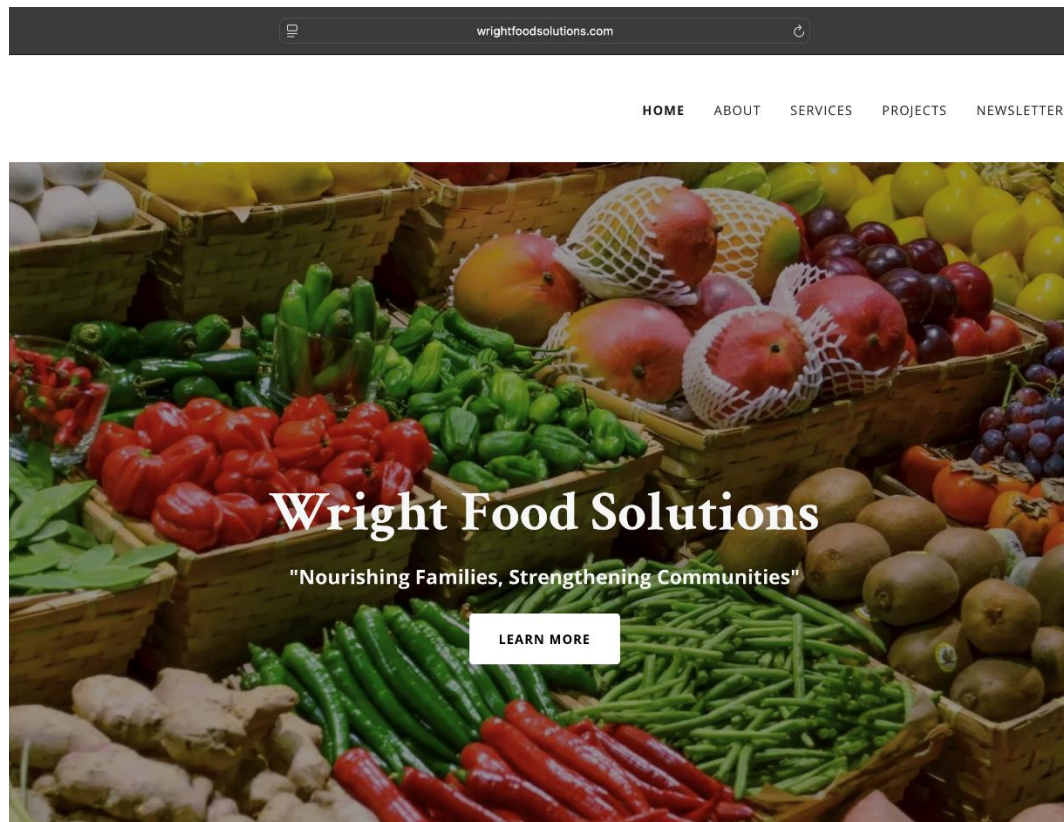 wrightfoodsolutions.com
HOME ABOUT SERVICES PROJECTS NEWSLETTER
Wright Food Solutions
"Nourishing Families, Strengthening Communities"
LEARN MORE